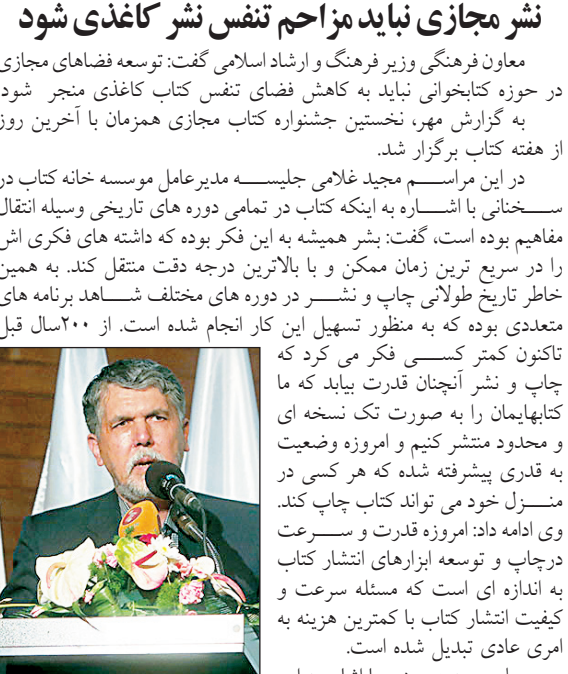 نشر مجازی نباید مزاحم تنفس نشر کاغذی شود
معاون فرهنگی وزیر فرهنگ و ارشاد اسلامی گفت: توسعه فضاهای مجازی
در حوزه کتابخوانی نباید به کاهش فضای تنفس کتاب کاغذی منجر شود.
به گزارش مهر، نخستین جشنواره کتاب مجازی همزمان با آخرین روز
از هفته کتاب برگزار شد.
در این مراسم مجید غلامی جلیسه مدیرعامل موسسه خانه کتاب در
سخنانی با اشاره به اینکه کتاب در تمامی دوره های تاریخی وسیله انتقال
مفاهیم بوده است، گفت: بشر همیشه به این فکر بوده که داشته های فکری اش
را در سریع ترین زمان ممکن و با بالاترین درجه دقت منتقل کند. به همین
خاطر تاریخ طولانی چاپ و نشر در دوره های مختلف شاهد برنامه های
متعددی بوده که به منظور تسهیل این کار انجام شده است. از ۲۰۰سال قبل
تاکنون کمتر کسی فکر می کرد که
چاپ و نشر آنچنان قدرت بیابد که ما
کتابهایمان را به صورت تک نسخه ای
و محدود منتشر کنیم و امروزه وضعیت
به قدری پیشرفته شده که هر کسی در
منزل خود می تواند کتاب چاپ کند.
وی ادامه داد: امروزه قدرت و سرعت
درچاپ و توسعه ابزارهای انتشار کتاب
به اندازه ای است که مسئله سرعت و
کیفیت انتشار کتاب با کمترین هزینه به
امری عادی تبدیل شده است.